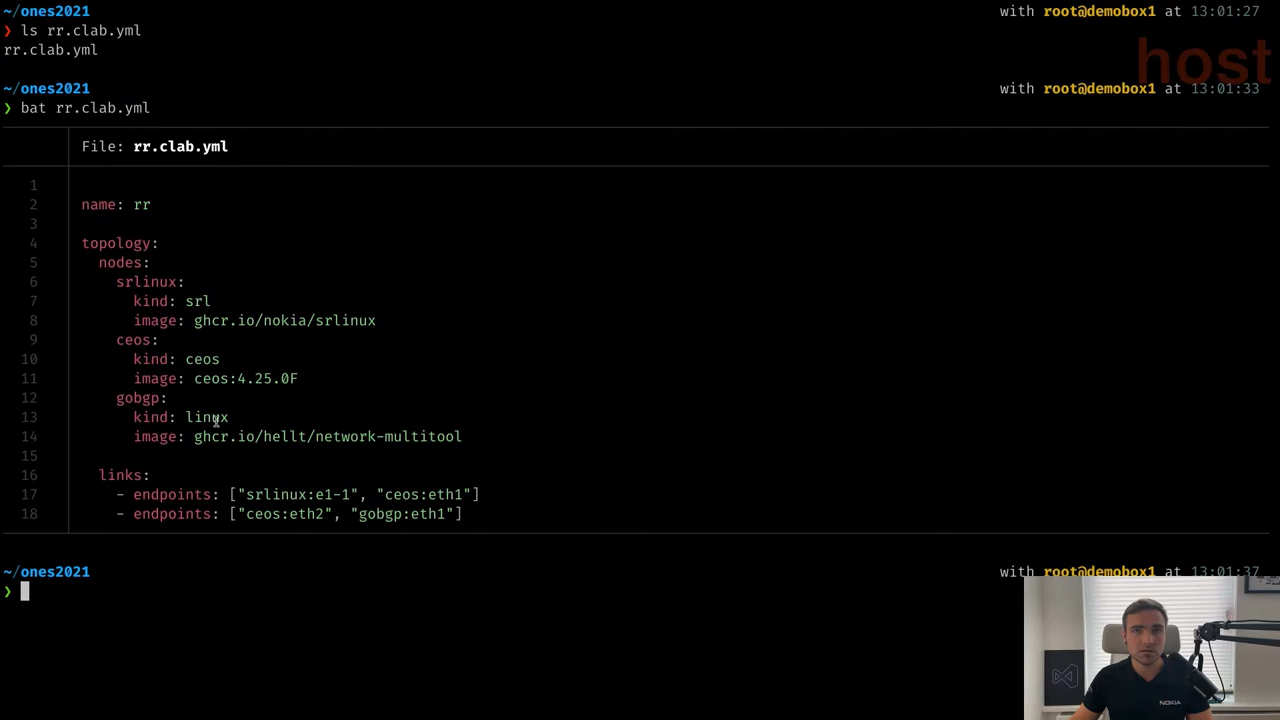 ~/ones2021 with root@demobox1 at 13:01:27
❯ ls rr.clab.yml
rr.clab.yml
host
~/ones2021 with root@demobox1 at 13:01:33
❯ bat rr.clab.yml
File: rr.clab.yml
1
2 name: rr
3
4 topology:
5 nodes:
6 srlinux:
7 kind: srl
8 image: ghcr.io/nokia/srlinux
9 ceos:
10 kind: ceos
11 image: ceos:4.25.0F
12 gobgp:
13 kind: linux
14 image: ghcr.io/hellt/network-multitool
15
16 links:
17 - endpoints: ["srlinux:e1-1", "ceos:eth1"]
18 - endpoints: ["ceos:eth2", "gobgp:eth1"]
~/ones2021 with root@demobox1 at 13:01:37
❯
NOKIA